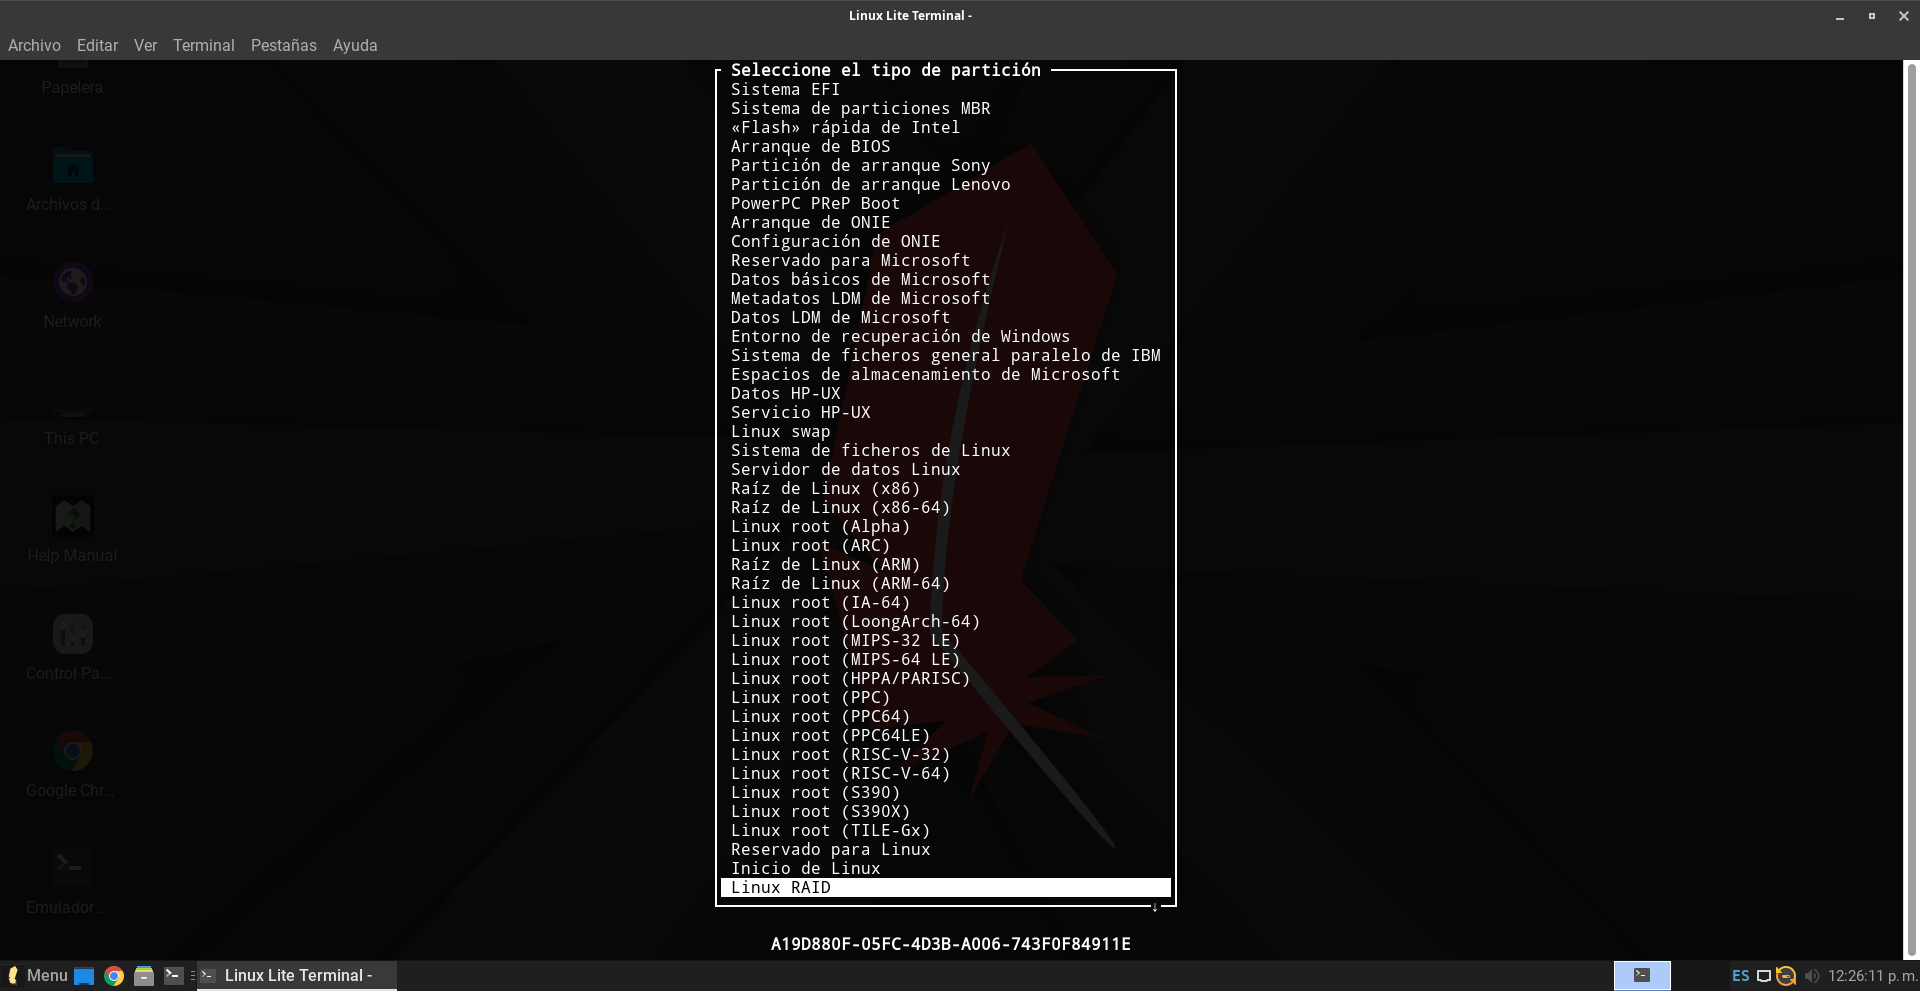 Linux Lite Terminal -
Archivo Editar Ver Terminal Pestañas Ayuda
Papelera
Archivos d...
Network
This PC
Help Manual
Control Pa...
Google Chr...
Emulador ...
Seleccione el tipo de partición
Sistema EFI
Sistema de particiones MBR
«Flash» rápida de Intel
Arranque de BIOS
Partición de arranque Sony
Partición de arranque Lenovo
PowerPC PReP Boot
Arranque de ONIE
Configuración de ONIE
Reservado para Microsoft
Datos básicos de Microsoft
Metadatos LDM de Microsoft
Datos LDM de Microsoft
Entorno de recuperación de Windows
Sistema de ficheros general paralelo de IBM
Espacios de almacenamiento de Microsoft
Datos HP-UX
Servicio HP-UX
Linux swap
Sistema de ficheros de Linux
Servidor de datos Linux
Raíz de Linux (x86)
Raíz de Linux (x86-64)
Linux root (Alpha)
Linux root (ARC)
Raíz de Linux (ARM)
Raíz de Linux (ARM-64)
Linux root (IA-64)
Linux root (LoongArch-64)
Linux root (MIPS-32 LE)
Linux root (MIPS-64 LE)
Linux root (HPPA/PARISC)
Linux root (PPC)
Linux root (PPC64)
Linux root (PPC64LE)
Linux root (RISC-V-32)
Linux root (RISC-V-64)
Linux root (S390)
Linux root (S390X)
Linux root (TILE-Gx)
Reservado para Linux
Inicio de Linux
Linux RAID
A19D880F-05FC-4D3B-A006-743F0F84911E
Menu Linux Lite Terminal - ES 12:26:11 p. m.